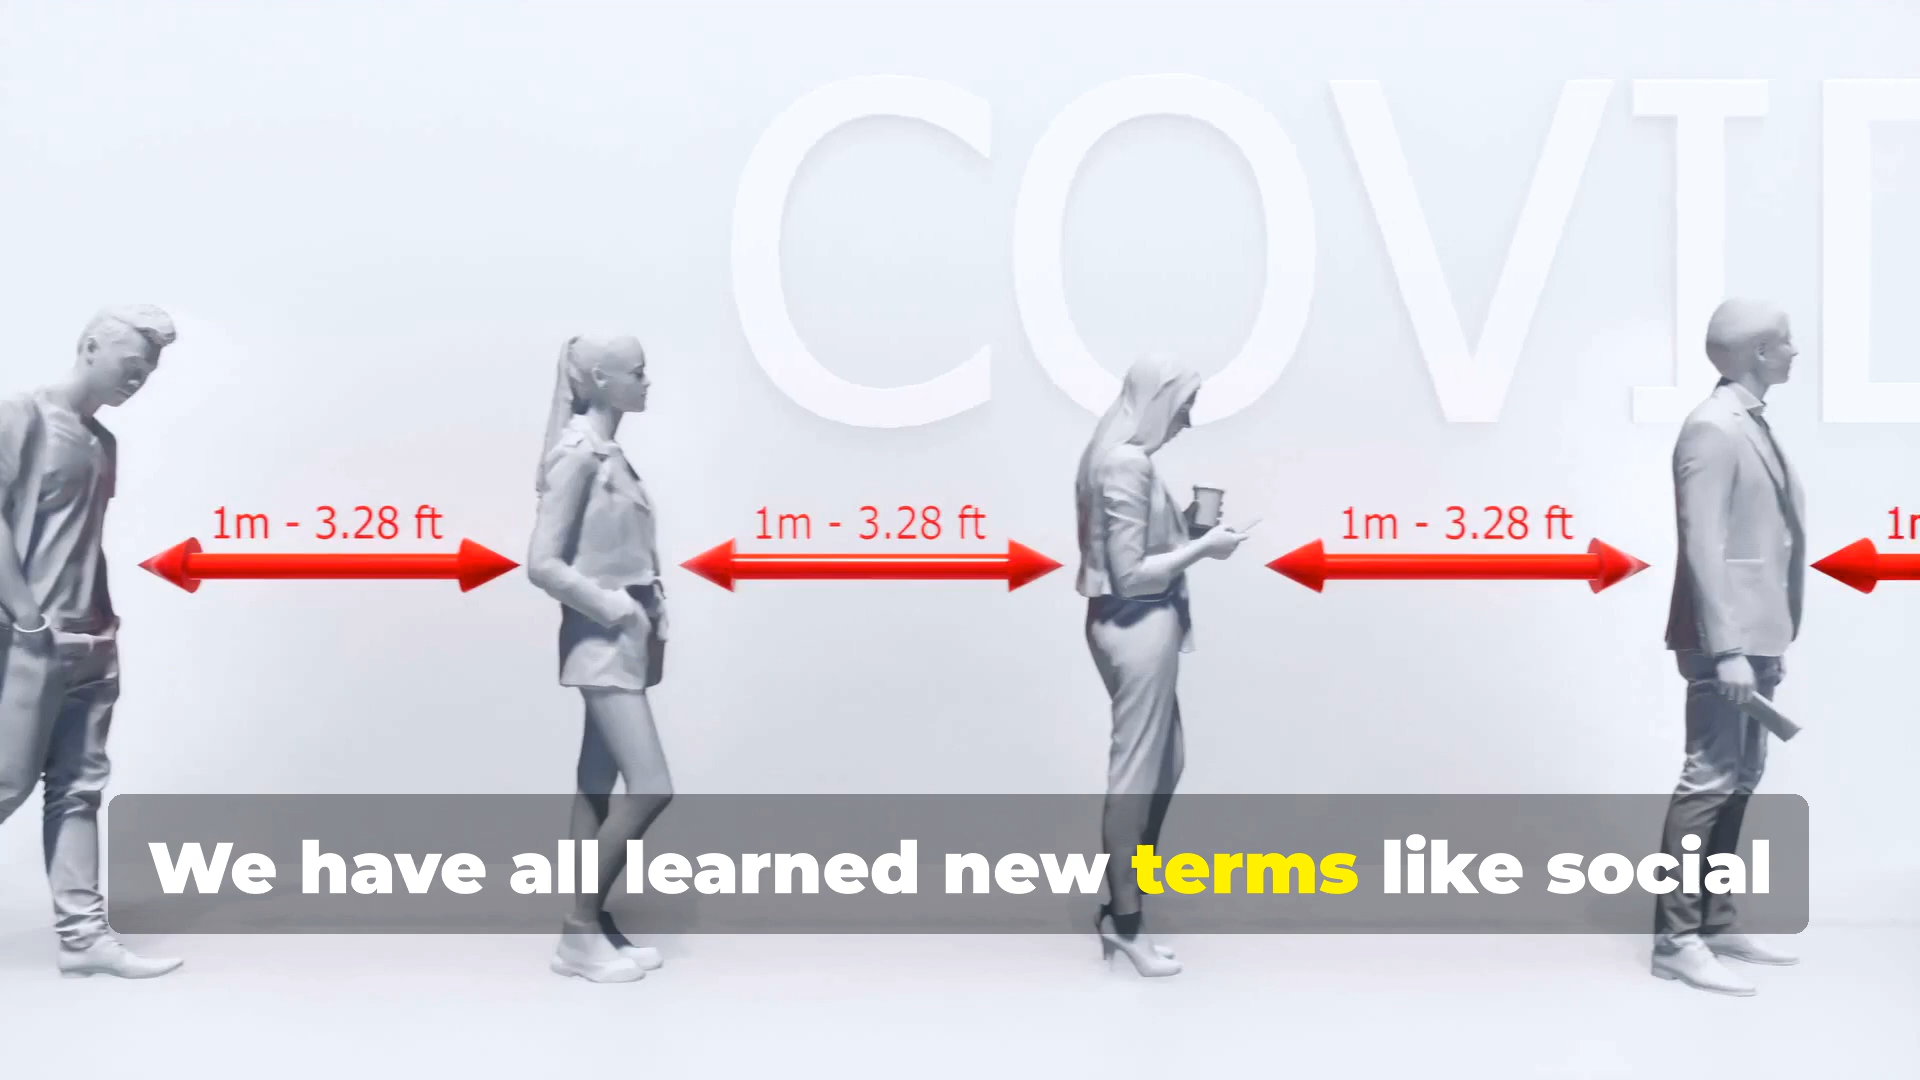 COVID
1m - 3.28 ft
1m - 3.28 ft
1m - 3.28 ft
We have all learned new terms like social